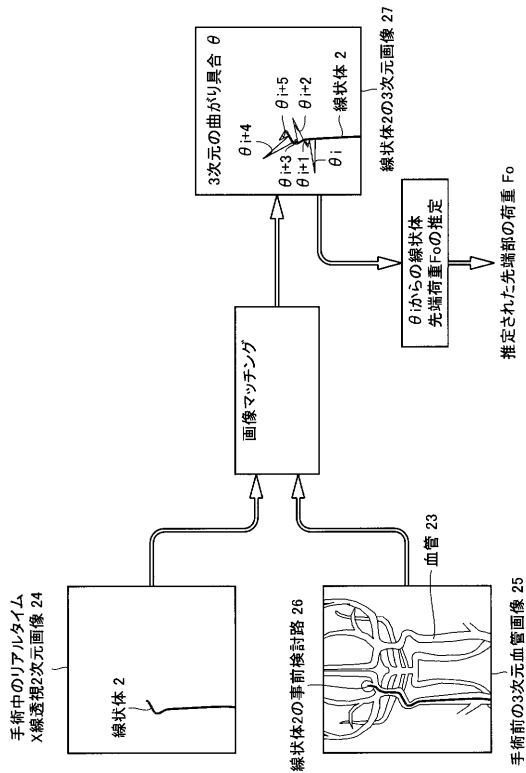 手術中のリアルタイム
X線透視2次元画像 24
線状体 2
線状体2の事前検討路 26
血管 23
手術前の3次元血管画像 25
画像マッチング
3次元の曲がり具合 θ
θi+4
θi+5
θi+2
θi+3
θi+1
θi
線状体 2
線状体2の3次元画像 27
θiからの線状体
先端荷重Foの推定
推定された先端部の荷重 Fo